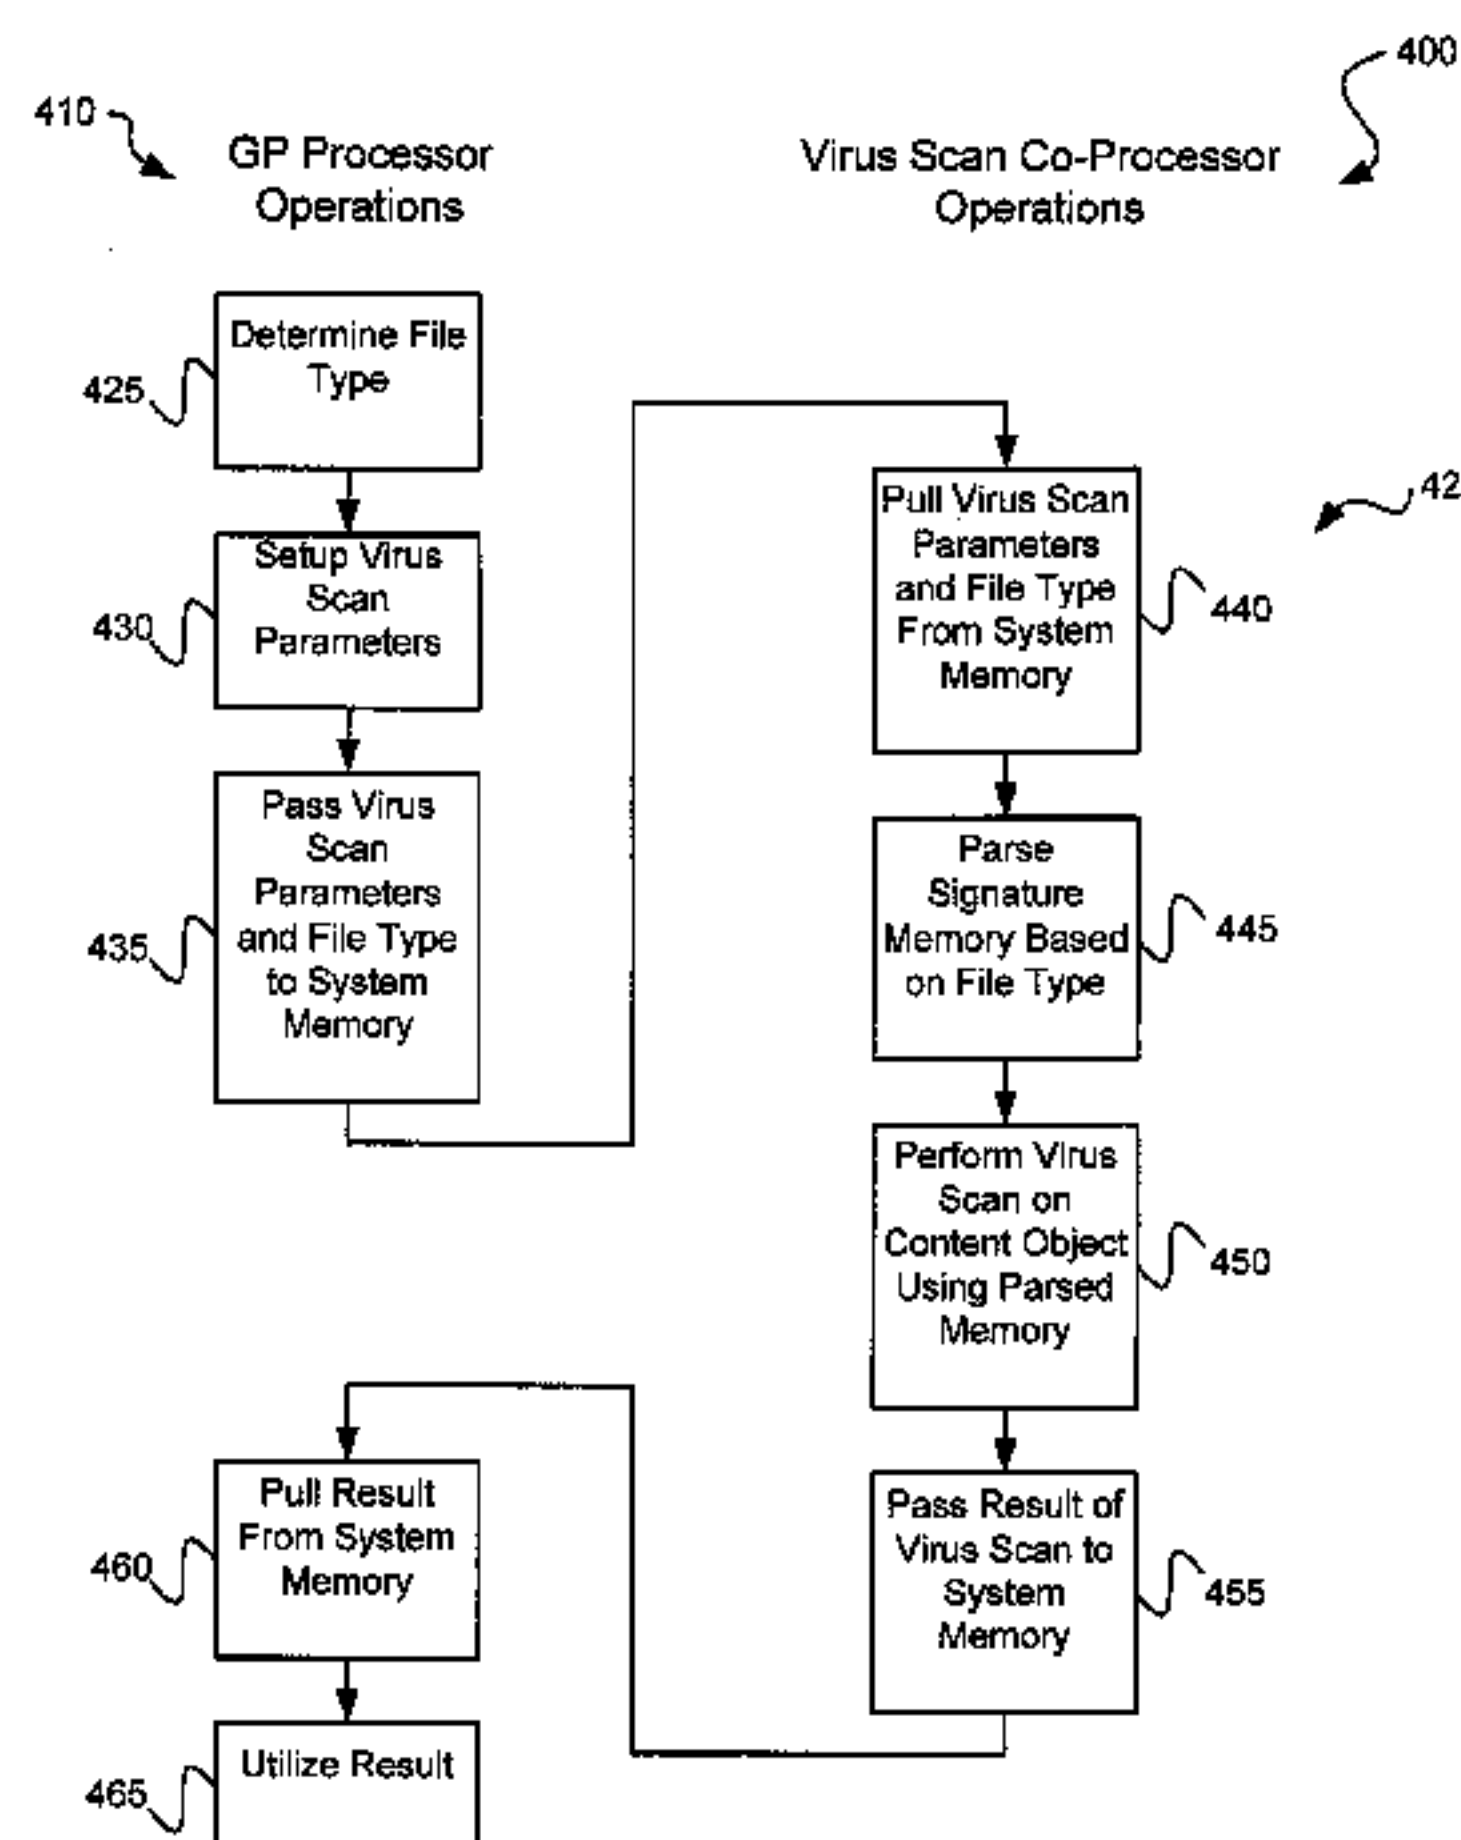 400
410
GP Processor
Operations
Virus Scan Co-Processor
Operations
Determine File
Type
425
Setup Virus
Scan
Parameters
430
Pass Virus
Scan
Parameters
and File Type
to System
Memory
435
42
Pull Virus Scan
Parameters
and File Type
From System
Memory
440
Parse
Signature
Memory Based
on File Type
445
Perform Virus
Scan on
Content Object
Using Parsed
Memory
450
Pass Result of
Virus Scan to
System
Memory
455
Pull Result
From System
Memory
460
Utilize Result
465